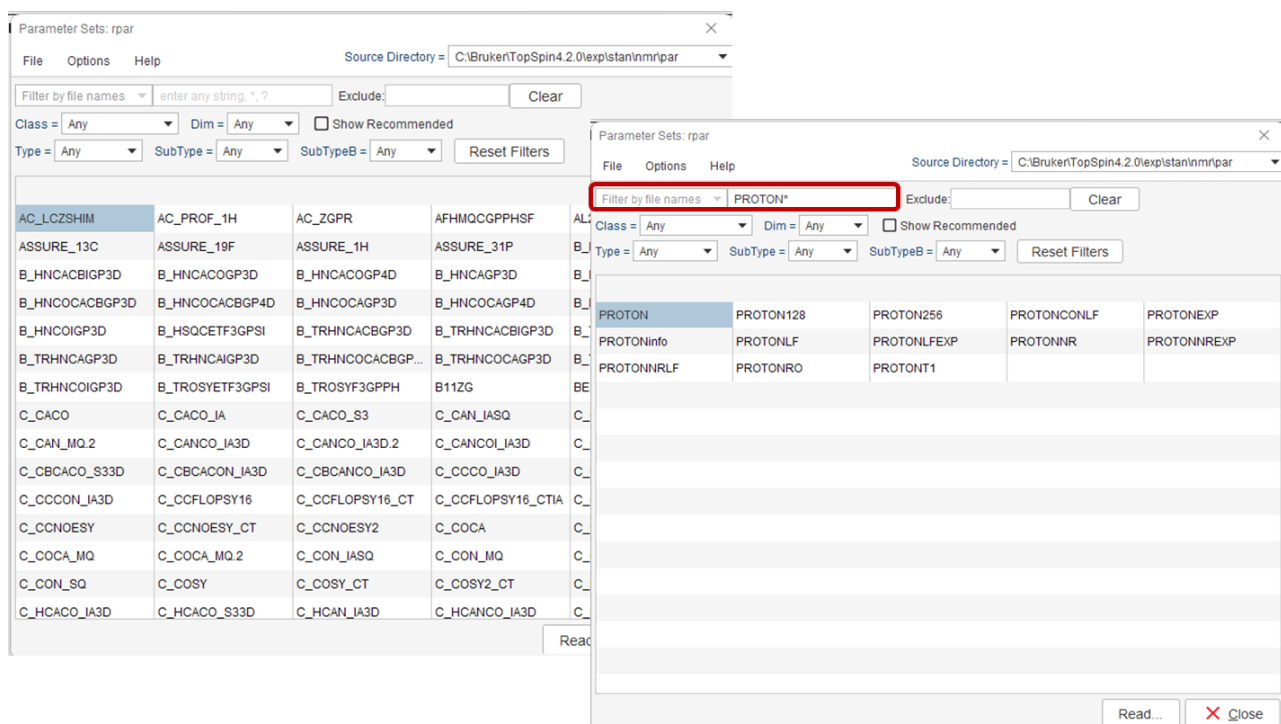 Parameter Sets: rpar
File Options Help Source Directory = C:\Bruker\TopSpin4.2.0\exp\stan\nmr\par
Filter by file names enter any string, *, ? Exclude: Clear
Class = Any Dim = Any Show Recommended
Type = Any SubType = Any SubTypeB = Any Reset Filters
AC_LCZSHIM AC_PROF_1H AC_ZGPR AFHMQCGPPHSF
ASSURE_13C ASSURE_19F ASSURE_1H ASSURE_31P
B_HNCACBIGP3D B_HNCACOGP3D B_HNCACOGP4D B_HNCAGP3D
B_HNCOCACBGP3D B_HNCOCACBGP4D B_HNCOCAGP3D B_HNCOCAGP4D
B_HNCOIGP3D B_HSQCETF3GPSI B_TRHNCACBGP3D B_TRHNCACBIGP3D
B_TRHNCAGP3D B_TRHNCAIGP3D B_TRHNCOCACBGP... B_TRHNCOCAGP3D
B_TRHNCOIGP3D B_TROSYETF3GPSI B_TROSYF3GPPH B11ZG BE
C_CACO C_CACO_IA C_CACO_S3 C_CAN_IASQ
C_CAN_MQ.2 C_CANCO_IA3D C_CANCO_IA3D.2 C_CANCOI_IA3D
C_CBCACO_S33D C_CBCACON_IA3D C_CBCANCO_IA3D C_CCCO_IA3D
C_CCCON_IA3D C_CCFLOPSY16 C_CCFLOPSY16_CT C_CCFLOPSY16_CTIA
C_CCNOESY C_CCNOESY_CT C_CCNOESY2 C_COCA
C_COCA_MQ C_COCA_MQ.2 C_CON_IASQ C_CON_MQ
C_CON_SQ C_COSY C_COSY_CT C_COSY2_CT
C_HCACO_IA3D C_HCACO_S33D C_HCAN_IA3D C_HCANCO_IA3D
Read
Parameter Sets: rpar
File Options Help Source Directory = C:\Bruker\TopSpin4.2.0\exp\stan\nmr\par
Filter by file names PROTON* Exclude: Clear
Class = Any Dim = Any Show Recommended
Type = Any SubType = Any SubTypeB = Any Reset Filters
PROTON PROTON128 PROTON256 PROTONCONLF PROTONEXP
PROTONinfo PROTONLF PROTONLFEXP PROTONNR PROTONNREXP
PROTONNRLF PROTONRO PROTONT1
Read... Close